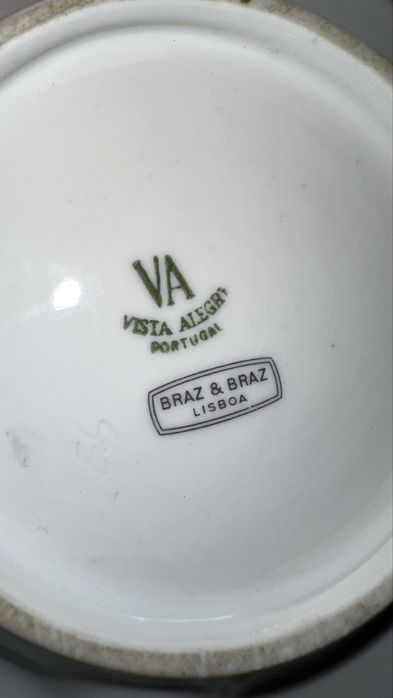 VA
VISTA ALEGRE
PORTUGAL
BRAZ & BRAZ
LISBOA